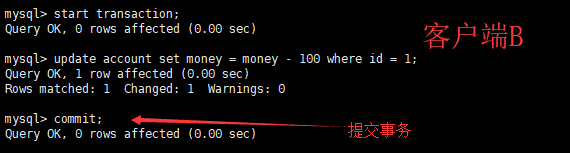 mysql> start transaction;
Query OK, 0 rows affected (0.00 sec)
客户端B
mysql> update account set money = money - 100 where id = 1;
Query OK, 1 row affected (0.00 sec)
Rows matched: 1  Changed: 1  Warnings: 0
mysql> commit;
Query OK, 0 rows affected (0.00 sec)
提交事务